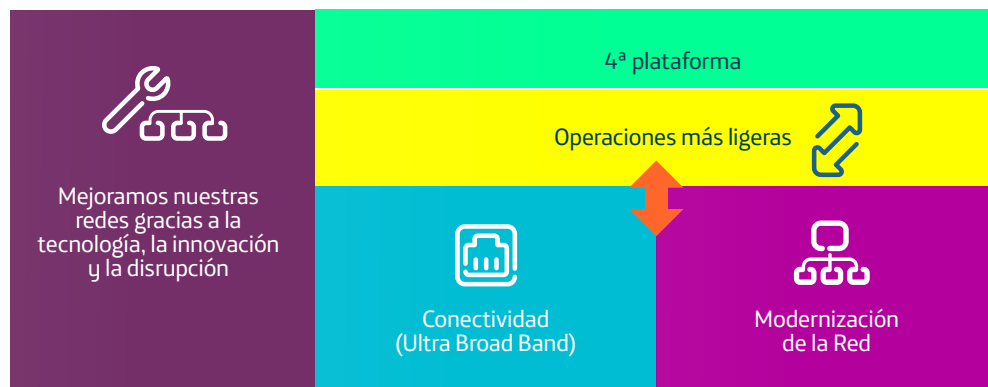 Mejoramos nuestras
redes gracias a la
tecnología, la innovación
y la disrupción
4ª plataforma
Operaciones más ligeras
Conectividad
(Ultra Broad Band)
Modernización
de la Red